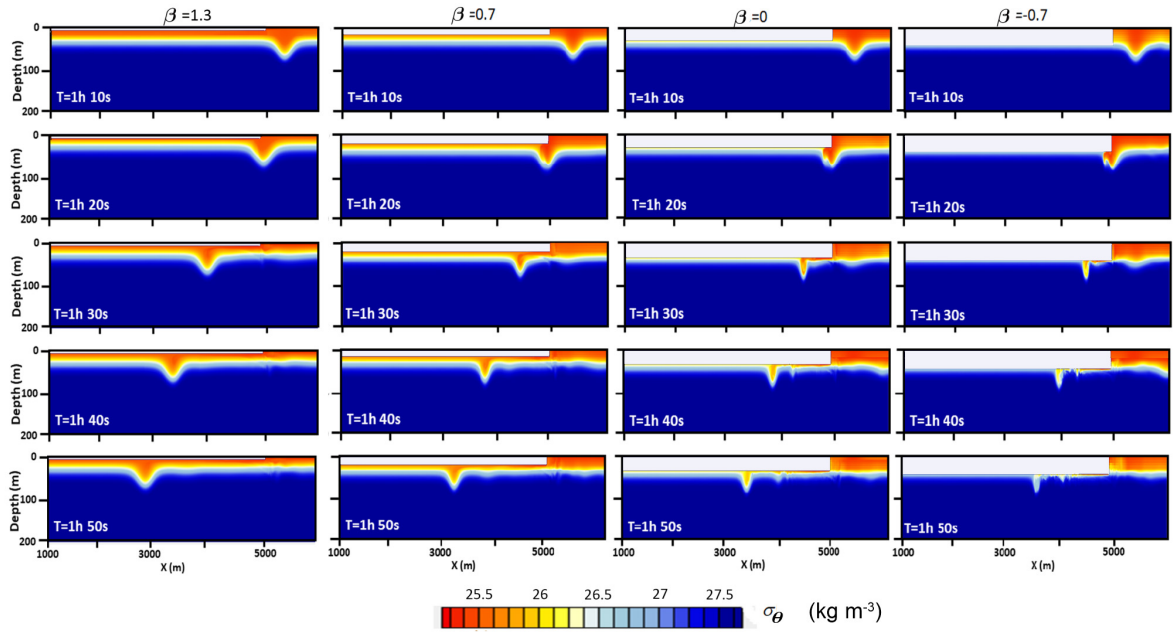 β =1.3 β =0.7 β =0 β =-0.7
Depth (m) 0 100 200
T=1h 10s T=1h 10s T=1h 10s T=1h 10s
Depth (m) 0 100 200
T=1h 20s T=1h 20s T=1h 20s T=1h 20s
Depth (m) 0 100 200
T=1h 30s T=1h 30s T=1h 30s T=1h 30s
Depth (m) 0 100 200
T=1h 40s T=1h 40s T=1h 40s T=1h 40s
Depth (m) 0 100 200
T=1h 50s T=1h 50s T=1h 50s T=1h 50s
1000 3000 5000 1000 3000 5000 1000 3000 5000 1000 3000 5000
X (m) X (m) X (m) X (m)
25.5 26 26.5 27 27.5 σθ (kg m-3)